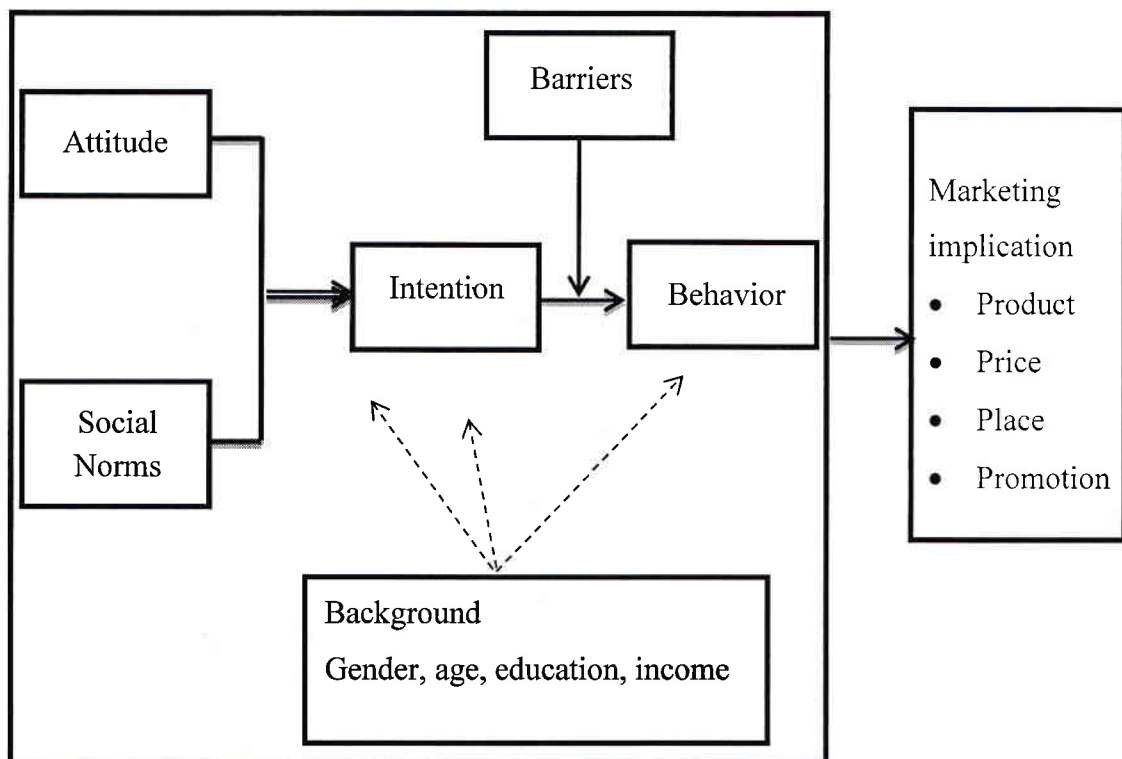 Barriers
Attitude
Intention
Behavior
Social
Norms
Background
Gender, age, education, income
Marketing
implication
• Product
• Price
• Place
• Promotion